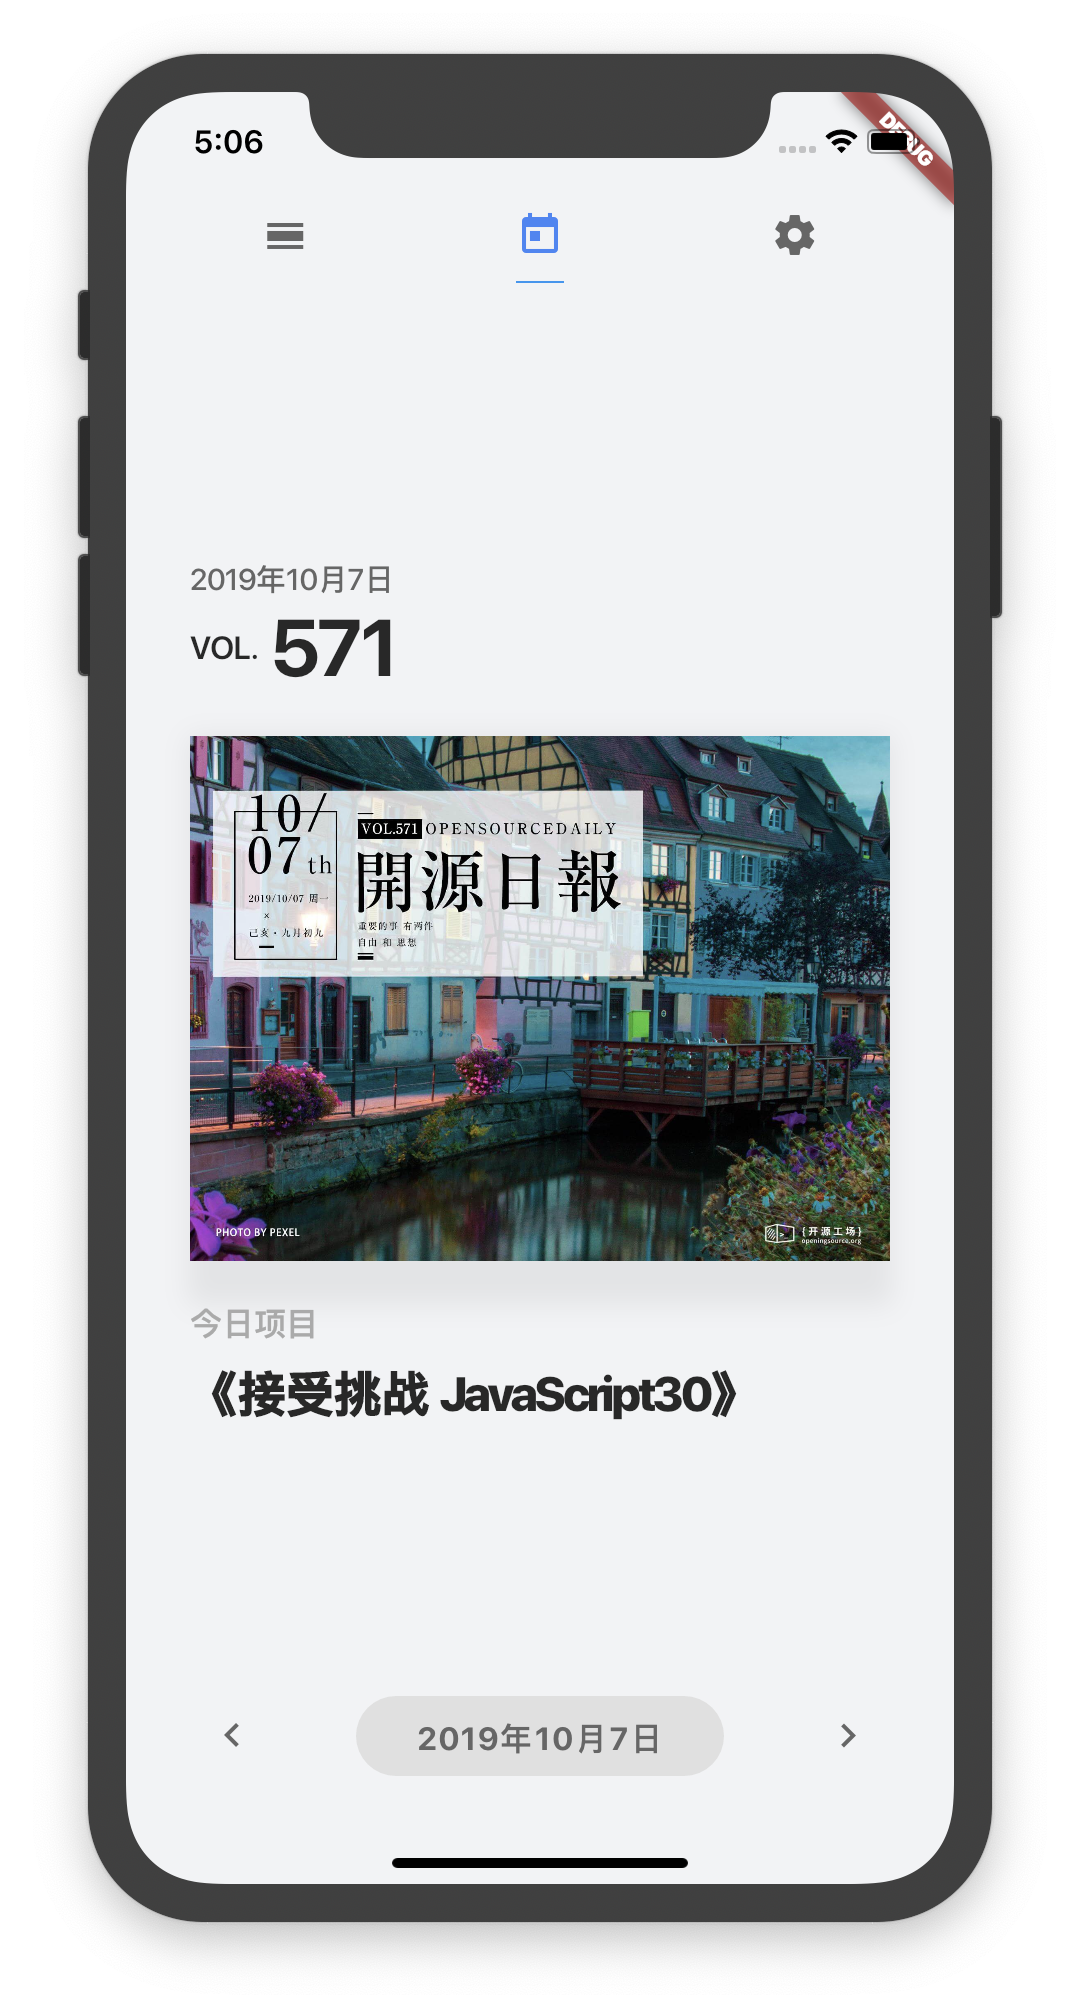 5:06
DEBUG
2019年10月7日
VOL. 571
10/
07th
2019/10/07 周一
×
己亥·九月初九
VOL.571 OPENSOURCEDAILY
開源日報
重要的事 有两件
自由 和 思想
PHOTO BY PEXEL
{开源工场}
openingsource.org
今日项目
《接受挑战 JavaScript30》
2019年10月7日